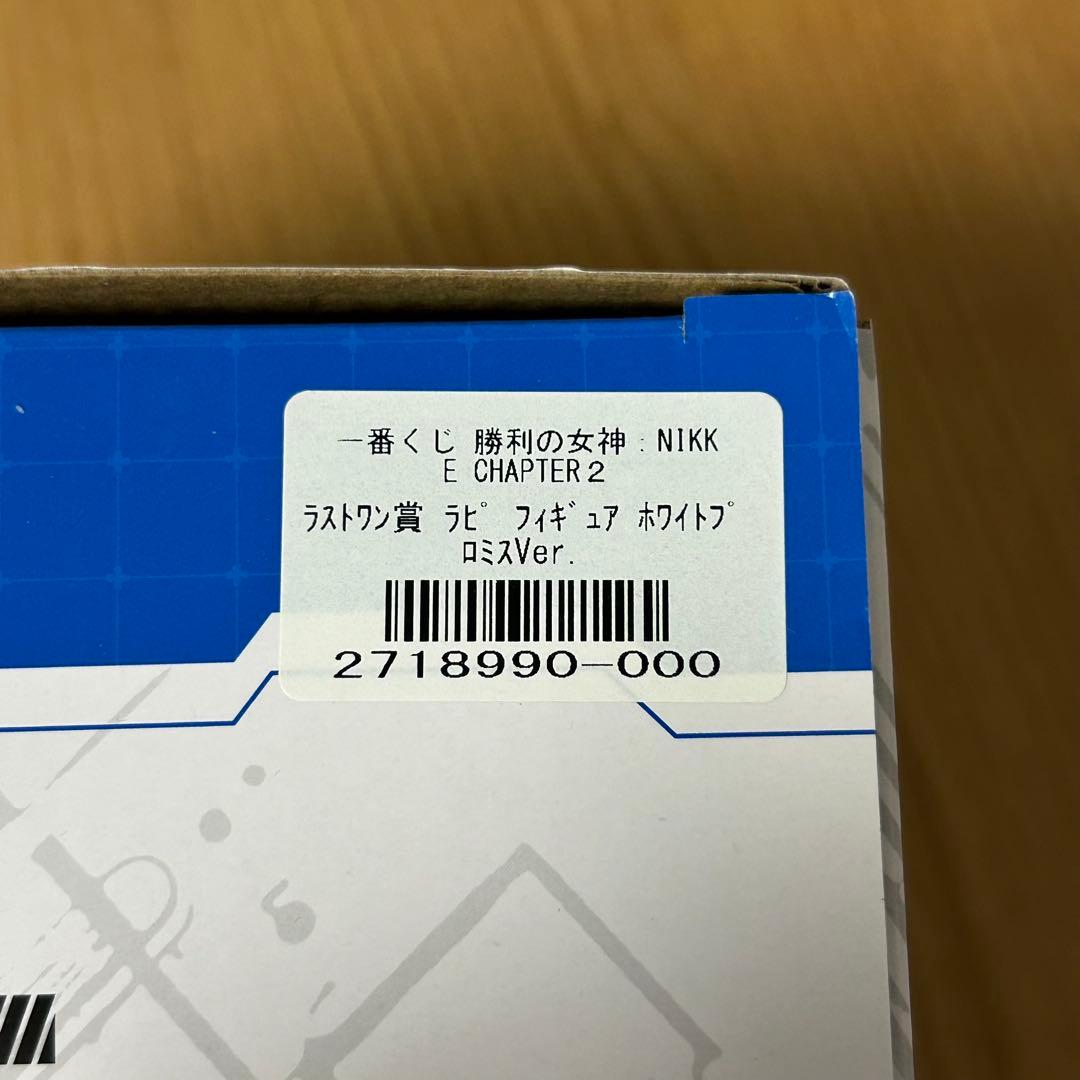 一番くじ 勝利の女神：NIKK
E CHAPTER2
ﾗｽﾄﾜﾝ賞 ﾗﾋﾟ ﾌｨｷﾞｭｱ ﾎﾜｲﾄﾌﾟ
ﾛﾐｽVer.
2718990-000